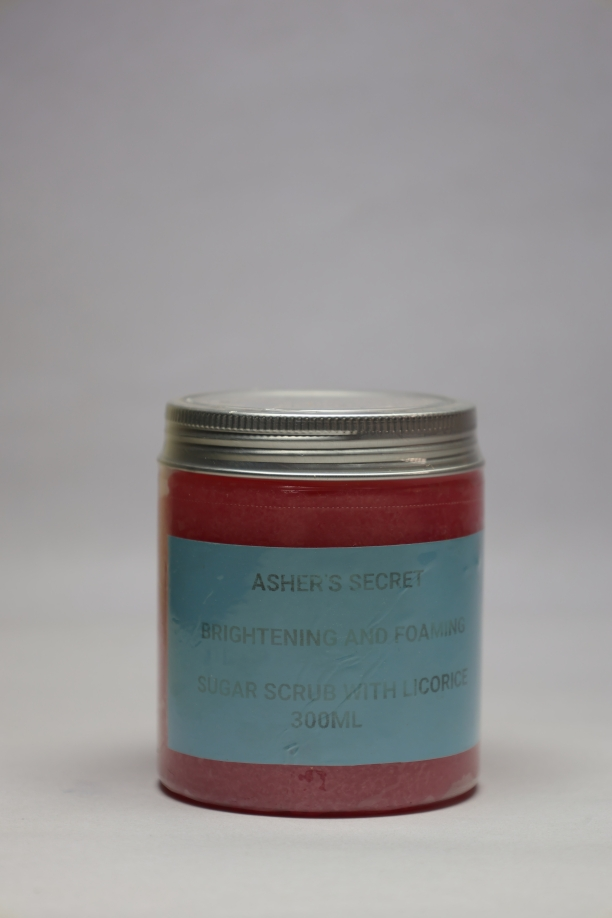 ASHER'S SECRET
BRIGHTENING AND FOAMING
SUGAR SCRUB WITH LICORICE
300ML